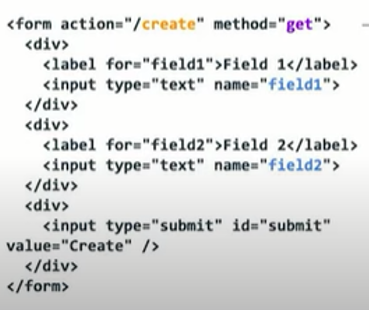 <form action="/create" method="get">
<div>
<label for="field1">Field 1</label>
<input type="text" name="field1">
</div>
<div>
<label for="field2">Field 2</label>
<input type="text" name="field2">
</div>
<div>
<input type="submit" id="submit"
value="Create" />
</div>
</form>